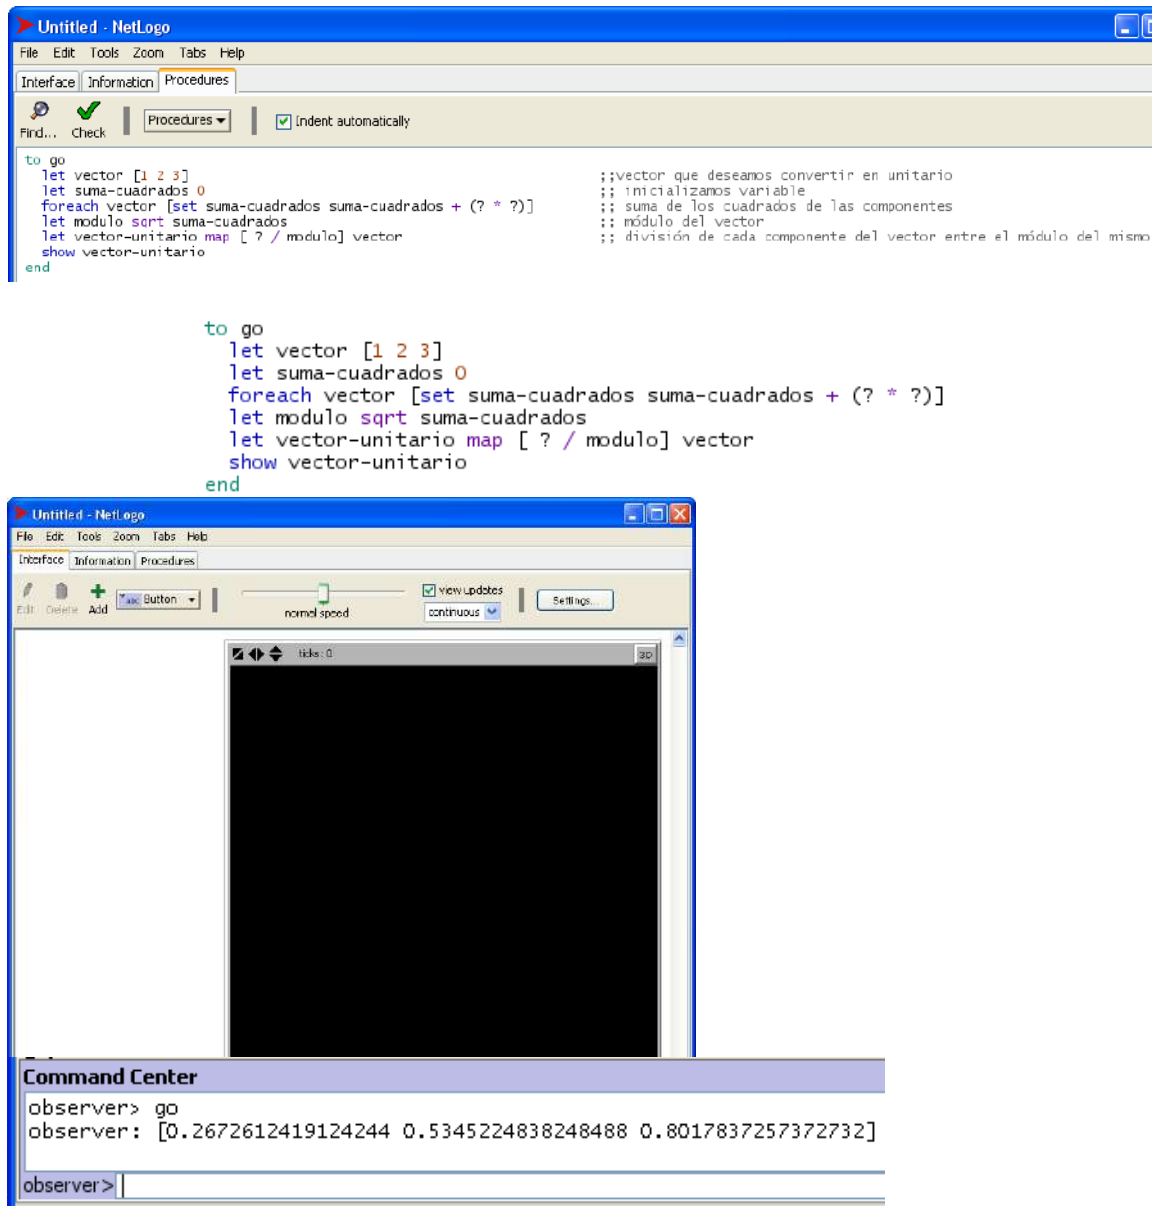 Untitled - NetLogo
File Edit Tools Zoom Tabs Help
Interface Information Procedures
Find... Check Procedures Indent automatically
to go
let vector [1 2 3] ;;vector que deseamos convertir en unitario
let suma-cuadrados 0 ;; inicializamos variable
foreach vector [set suma-cuadrados suma-cuadrados + (? * ?)] ;; suma de los cuadrados de las componentes
let modulo sqrt suma-cuadrados ;; módulo del vector
let vector-unitario map [ ? / modulo] vector ;; división de cada componente del vector entre el módulo del mismo
show vector-unitario
end
to go
let vector [1 2 3]
let suma-cuadrados 0
foreach vector [set suma-cuadrados suma-cuadrados + (? * ?)]
let modulo sqrt suma-cuadrados
let vector-unitario map [ ? / modulo] vector
show vector-unitario
end
Untitled - NetLogo
File Edit Tools Zoom Tabs Help
Interface Information Procedures
Edit Delete Add abc Button normal speed view updates continuous Settings...
ticks: 0 3D
Command Center
observer> go
observer: [0.2672612419124244 0.5345224838248488 0.8017837257372732]
observer>